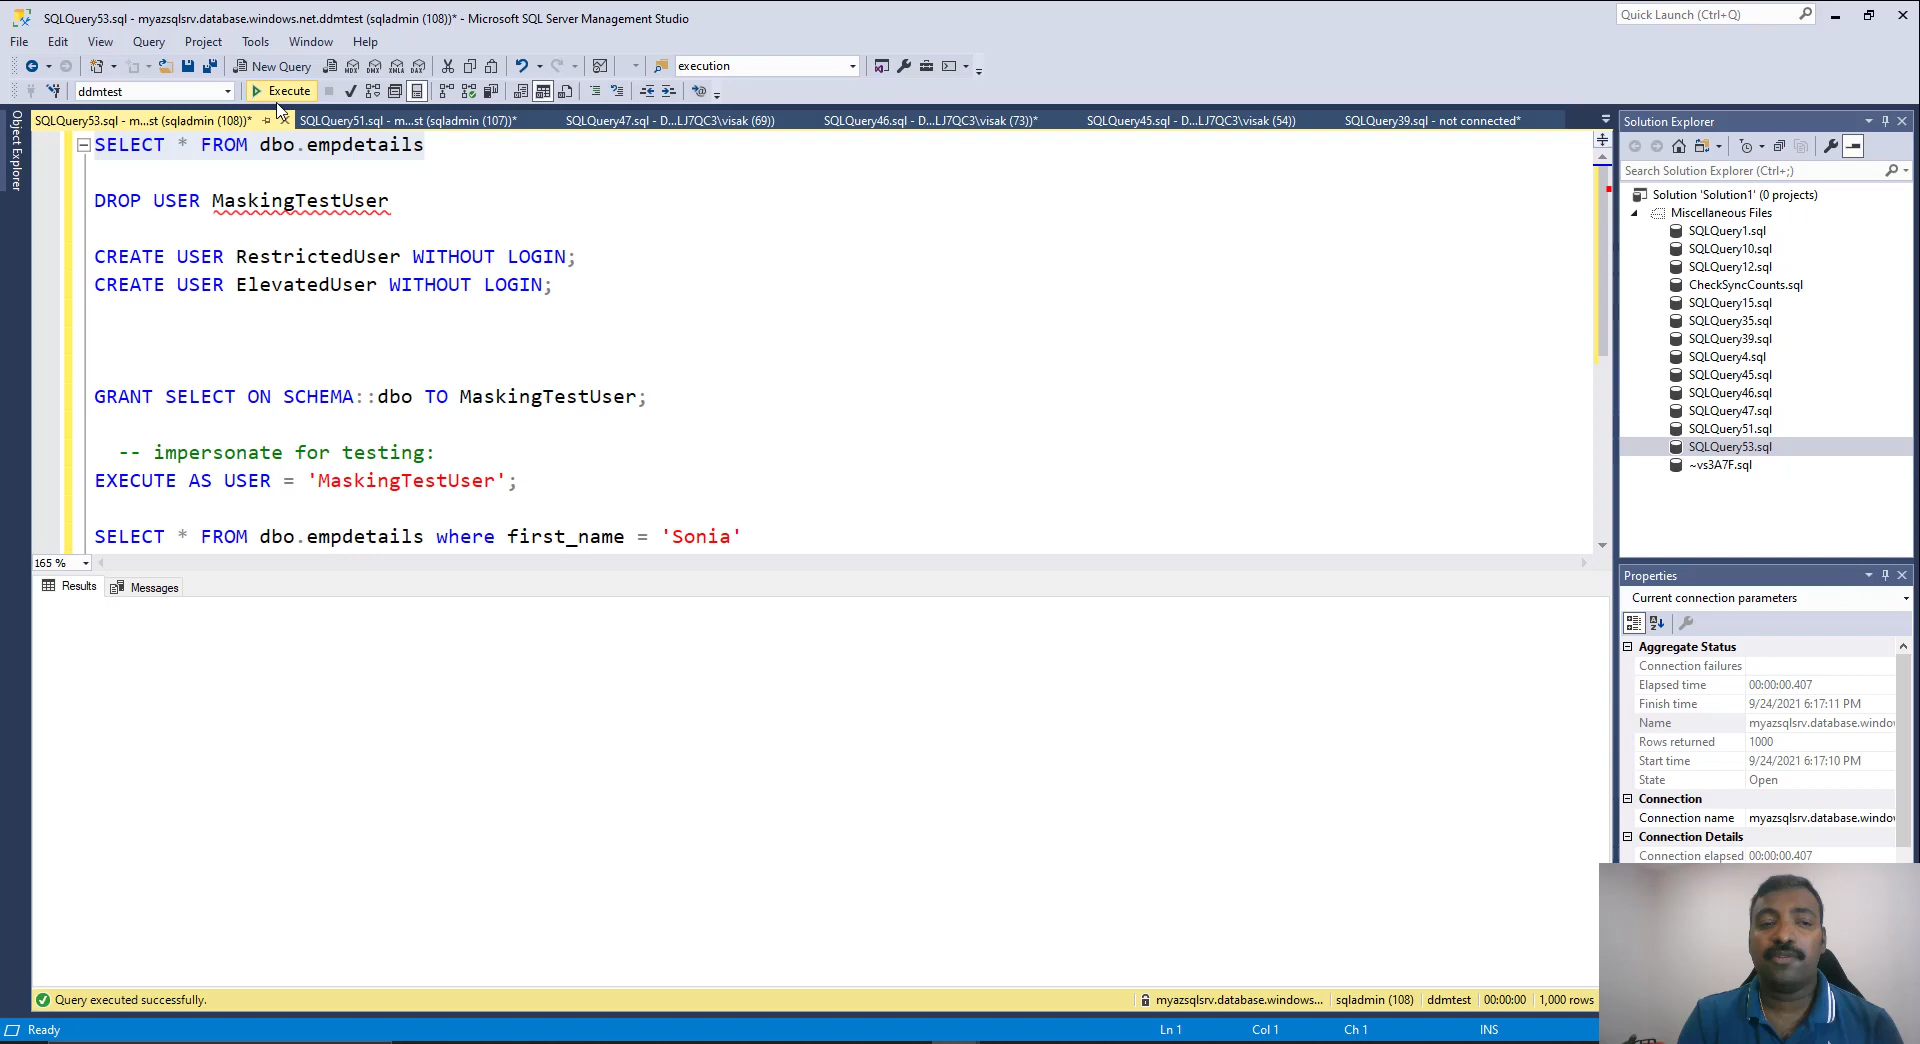 SQLQuery53.sql - myazsqlsrv.database.windows.net.ddmtest (sqladmin (108))* - Microsoft SQL Server Management Studio
Quick Launch (Ctrl+Q)
File Edit View Query Project Tools Window Help
New Query
execution
ddmtest
Execute
SQLQuery53.sql - m...st (sqladmin (108))*
SQLQuery51.sql - m...st (sqladmin (107))*
SQLQuery47.sql - D...LJ7QC3\visak (69))
SQLQuery46.sql - D...LJ7QC3\visak (73))*
SQLQuery45.sql - D...LJ7QC3\visak (54))
SQLQuery39.sql - not connected*
Object Explorer
SELECT * FROM dbo.empdetails
DROP USER MaskingTestUser
CREATE USER RestrictedUser WITHOUT LOGIN;
CREATE USER ElevatedUser WITHOUT LOGIN;
GRANT SELECT ON SCHEMA::dbo TO MaskingTestUser;
-- impersonate for testing:
EXECUTE AS USER = 'MaskingTestUser';
SELECT * FROM dbo.empdetails where first_name = 'Sonia'
165 %
Results
Messages
Query executed successfully.
myazsqlsrv.database.windows...
sqladmin (108)
ddmtest
00:00:00
1,000 rows
Ready
Ln 1
Col 1
Ch 1
INS
Solution Explorer
Search Solution Explorer (Ctrl+;)
Solution 'Solution1' (0 projects)
Miscellaneous Files
SQLQuery1.sql
SQLQuery10.sql
SQLQuery12.sql
CheckSyncCounts.sql
SQLQuery15.sql
SQLQuery35.sql
SQLQuery39.sql
SQLQuery4.sql
SQLQuery45.sql
SQLQuery46.sql
SQLQuery47.sql
SQLQuery51.sql
SQLQuery53.sql
~vs3A7F.sql
Properties
Current connection parameters
Aggregate Status
Connection failures
Elapsed time 00:00:00.407
Finish time 9/24/2021 6:17:11 PM
Name myazsqlsrv.database.window
Rows returned 1000
Start time 9/24/2021 6:17:10 PM
State Open
Connection
Connection name myazsqlsrv.database.window
Connection Details
Connection elapsed 00:00:00.407